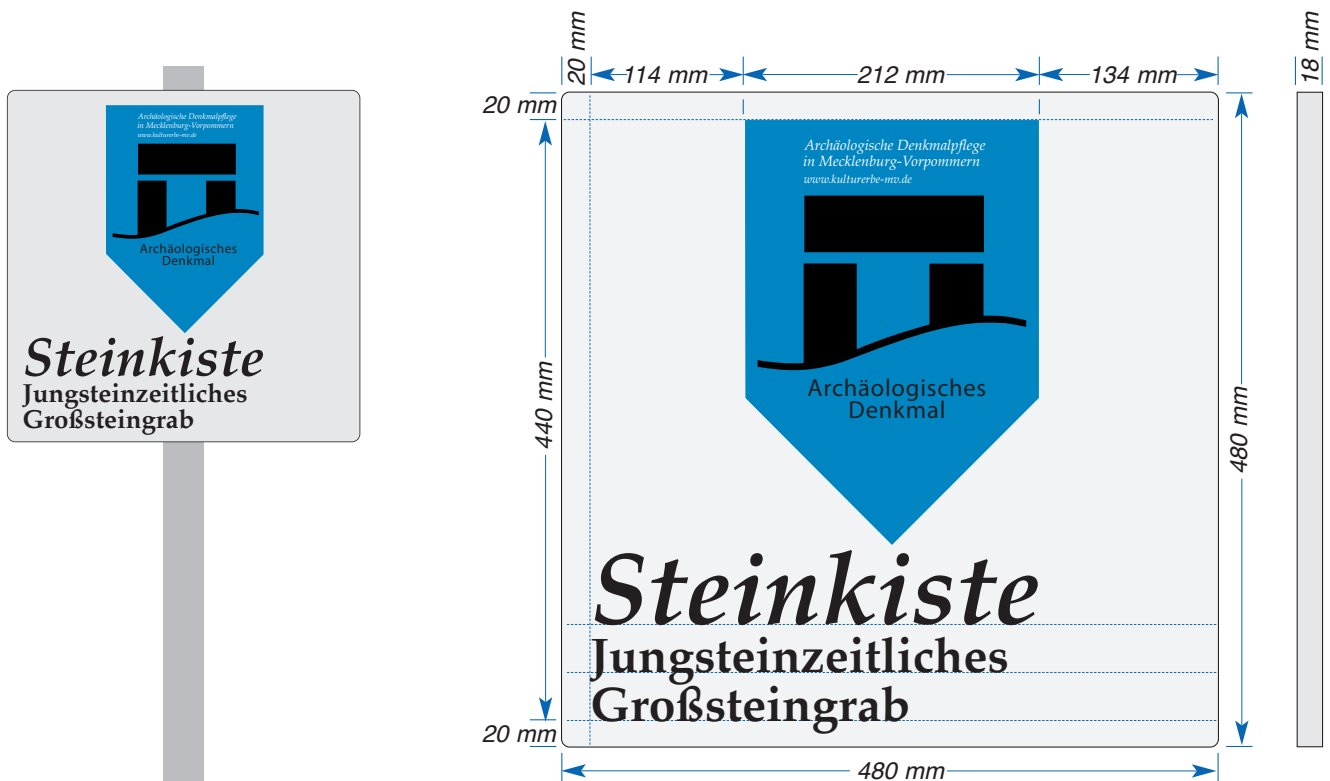 Archäologische Denkmalpflege
in Mecklenburg-Vorpommern
www.kulturerbe-mv.de
Archäologisches
Denkmal
Steinkiste
Jungsteinzeitliches
Großsteingrab
20 mm
114 mm
212 mm
134 mm
18 mm
20 mm
Archäologische Denkmalpflege
in Mecklenburg-Vorpommern
www.kulturerbe-mv.de
Archäologisches
Denkmal
440 mm
480 mm
Steinkiste
Jungsteinzeitliches
Großsteingrab
20 mm
480 mm